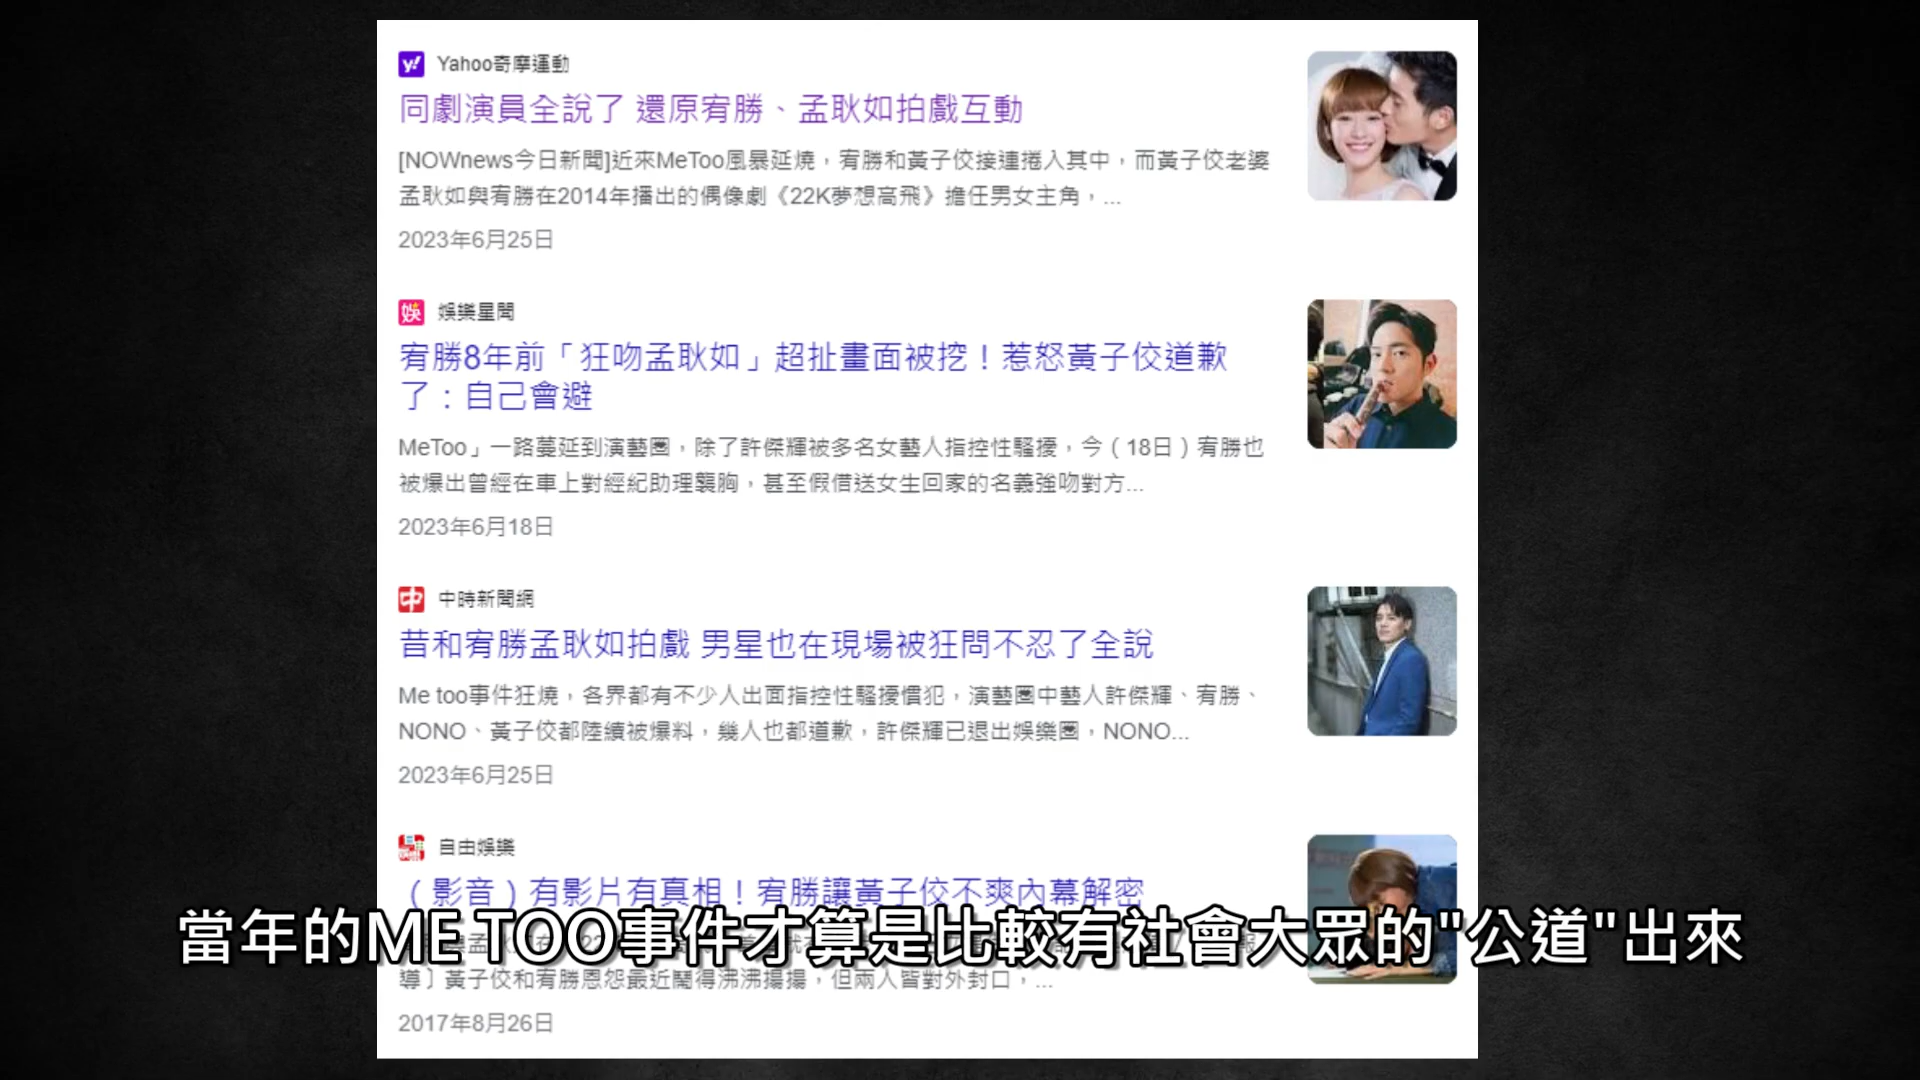 Yahoo奇摩運動
同劇演員全說了 還原宥勝、孟耿如拍戲互動
[NOWnews今日新聞]近來MeToo風暴延燒，宥勝和黃子佼接連捲入其中，而黃子佼老婆
孟耿如與宥勝在2014年播出的偶像劇《22K夢想高飛》擔任男女主角，...
2023年6月25日
娛樂星聞
宥勝8年前「狂吻孟耿如」超扯畫面被挖！惹怒黃子佼道歉
了：自己會避
MeToo」一路蔓延到演藝圈，除了許傑輝被多名女藝人指控性騷擾，今（18日）宥勝也
被爆出曾經在車上對經紀助理襲胸，甚至假借送女生回家的名義強吻對方...
2023年6月18日
中時新聞網
昔和宥勝孟耿如拍戲 男星也在現場被狂問不忍了全說
Me too事件狂燒，各界都有不少人出面指控性騷擾慣犯，演藝圈中藝人許傑輝、宥勝、
NONO、黃子佼都陸續被爆料，幾人也都道歉，許傑輝已退出娛樂圈，NONO...
2023年6月25日
自由娛樂
（影音）有影片有真相！宥勝讓黃子佼不爽內幕解密
當年的ME TOO事件才算是比較有社會大眾的"公道"出來
導〕黃子佼和宥勝恩怨最近鬧得沸沸揚揚，但兩人皆對外封口，...
2017年8月26日